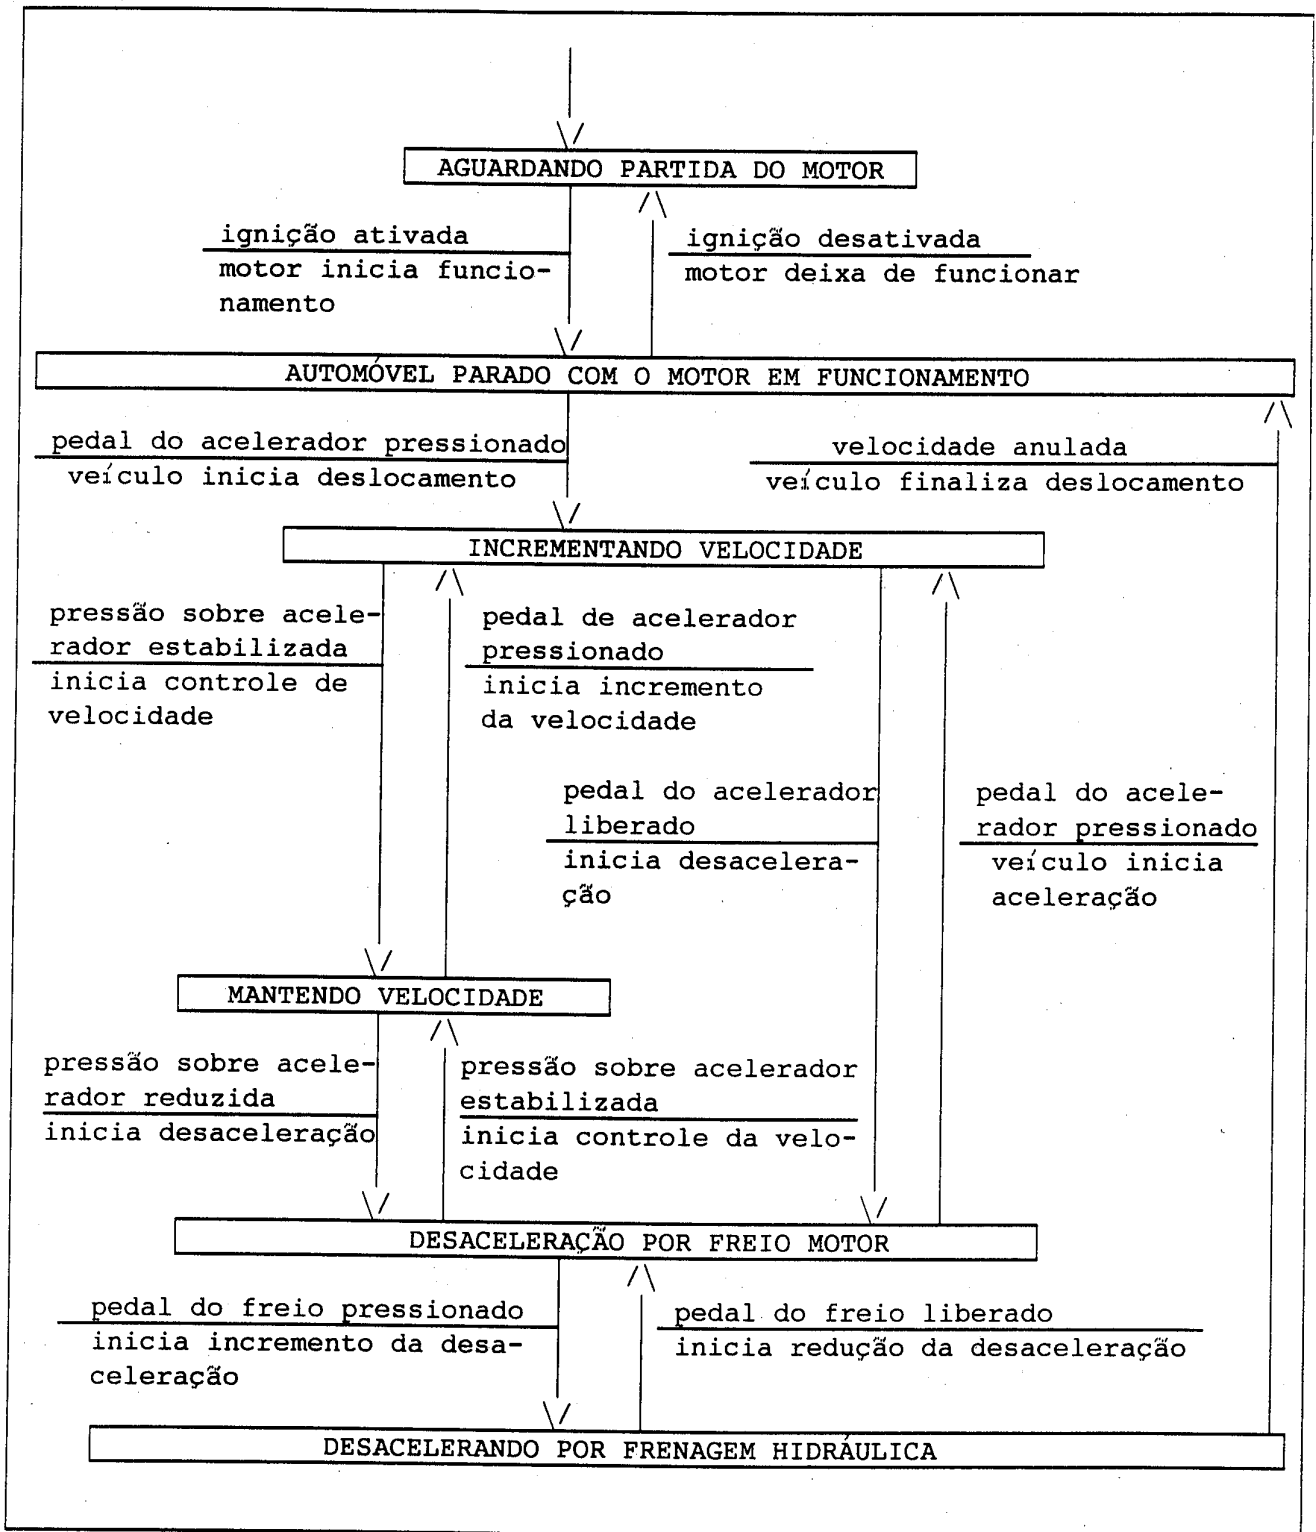 AGUARDANDO PARTIDA DO MOTOR
ignição ativada
motor inicia funcio-
namento
ignição desativada
motor deixa de funcionar
AUTOMÓVEL PARADO COM O MOTOR EM FUNCIONAMENTO
pedal do acelerador pressionado
veículo inicia deslocamento
velocidade anulada
veículo finaliza deslocamento
INCREMENTANDO VELOCIDADE
pressão sobre acele-
rador estabilizada
inicia controle de
velocidade
pedal de acelerador
pressionado
inicia incremento
da velocidade
pedal do acelerador
liberado
inicia desacelera-
ção
pedal do acele-
rador pressionado
veículo inicia
aceleração
MANTENDO VELOCIDADE
pressão sobre acele-
rador reduzida
inicia desaceleração
pressão sobre acelerador
estabilizada
inicia controle da velo-
cidade
DESACELERAÇÃO POR FREIO MOTOR
pedal do freio pressionado
inicia incremento da desa-
celeração
pedal do freio liberado
inicia redução da desaceleração
DESACELERANDO POR FRENAGEM HIDRÁULICA